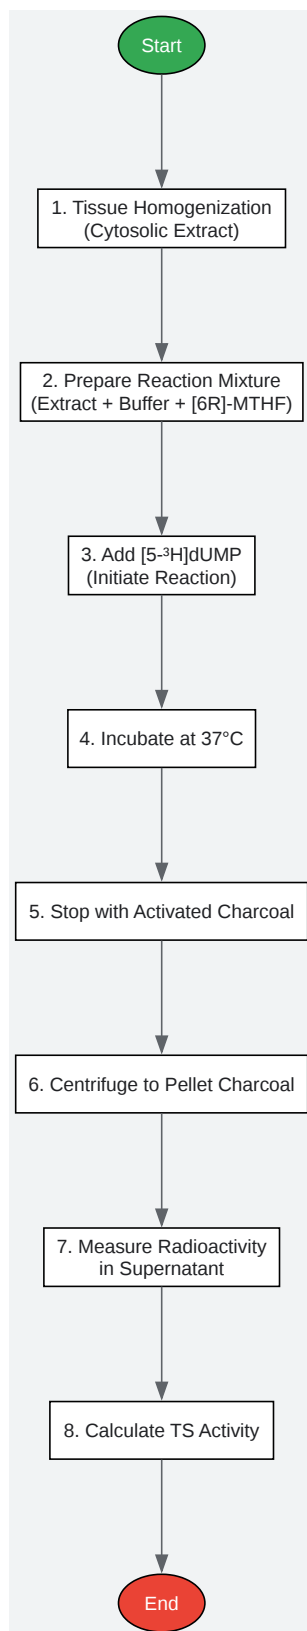 Start
1. Tissue Homogenization
(Cytosolic Extract)
2. Prepare Reaction Mixture
(Extract + Buffer + [6R]-MTHF)
3. Add [5-³H]dUMP
(Initiate Reaction)
4. Incubate at 37°C
5. Stop with Activated Charcoal
6. Centrifuge to Pellet Charcoal
7. Measure Radioactivity
in Supernatant
8. Calculate TS Activity
End